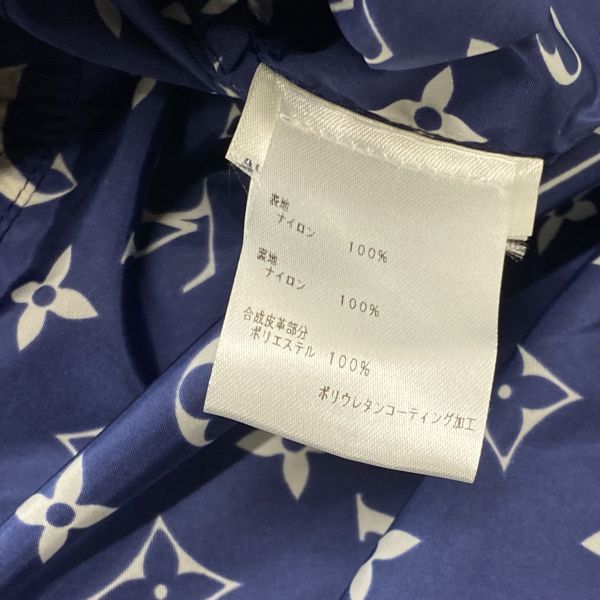 表地
ナイロン 100%
裏地
ナイロン 100%
合成皮革部分
ポリエステル 100%
ポリウレタンコーティング加工